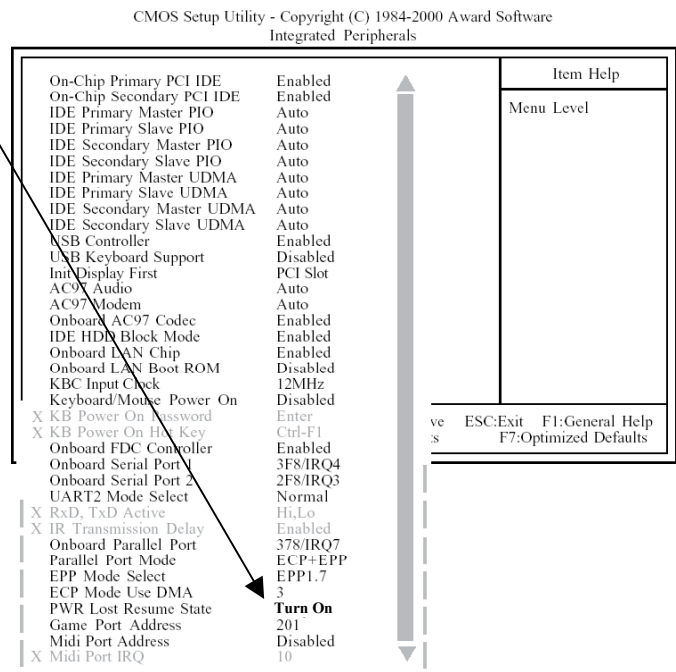 CMOS Setup Utility - Copyright (C) 1984-2000 Award Software
Integrated Peripherals
On-Chip Primary PCI IDE Enabled
On-Chip Secondary PCI IDE Enabled
IDE Primary Master PIO Auto
IDE Primary Slave PIO Auto
IDE Secondary Master PIO Auto
IDE Secondary Slave PIO Auto
IDE Primary Master UDMA Auto
IDE Primary Slave UDMA Auto
IDE Secondary Master UDMA Auto
IDE Secondary Slave UDMA Auto
USB Controller Enabled
USB Keyboard Support Disabled
Init Display First PCI Slot
AC97 Audio Auto
AC97 Modem Auto
Onboard AC97 Codec Enabled
IDE HDD Block Mode Enabled
Onboard LAN Chip Enabled
Onboard LAN Boot ROM Disabled
KBC Input Clock 12MHz
Keyboard/Mouse Power On Disabled
X KB Power On Password Enter
X KB Power On Hot Key Ctrl-F1
Onboard FDC Controller Enabled
Onboard Serial Port 1 3F8/IRQ4
Onboard Serial Port 2 2F8/IRQ3
UART2 Mode Select Normal
X RxD, TxD Active Hi,Lo
X IR Transmission Delay Enabled
Onboard Parallel Port 378/IRQ7
Parallel Port Mode ECP+EPP
EPP Mode Select EPP1.7
ECP Mode Use DMA 3
PWR Lost Resume State Turn On
Game Port Address 201
Midi Port Address Disabled
X Midi Port IRQ 10
Item Help
Menu Level
ve ESC:Exit F1:General Help
ts F7:Optimized Defaults